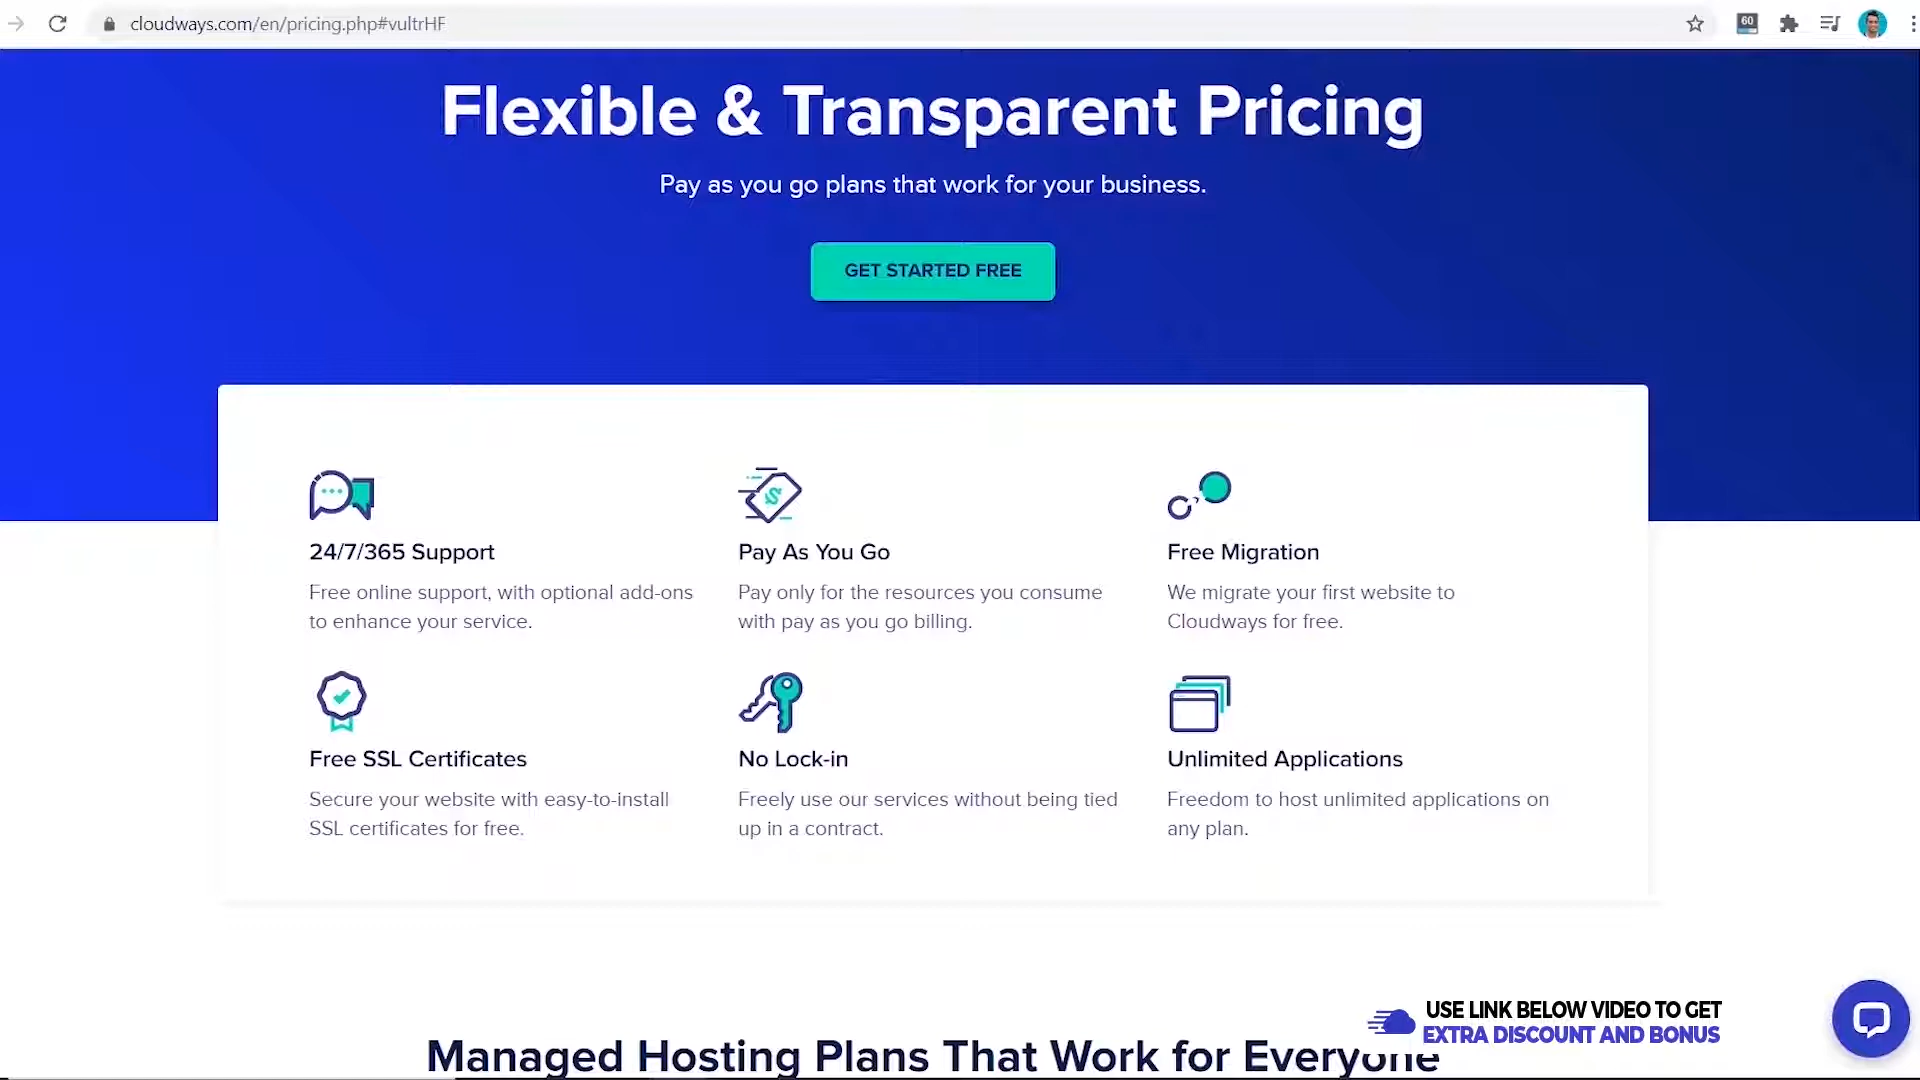 cloudways.com/en/pricing.php#vultrHF
60
Flexible & Transparent Pricing
Pay as you go plans that work for your business.
GET STARTED FREE
24/7/365 Support
Free online support, with optional add-ons
to enhance your service.
Pay As You Go
Pay only for the resources you consume
with pay as you go billing.
Free Migration
We migrate your first website to
Cloudways for free.
Free SSL Certificates
Secure your website with easy-to-install
SSL certificates for free.
No Lock-in
Freely use our services without being tied
up in a contract.
Unlimited Applications
Freedom to host unlimited applications on
any plan.
USE LINK BELOW VIDEO TO GET
EXTRA DISCOUNT AND BONUS
Managed Hosting Plans That Work for Everyone